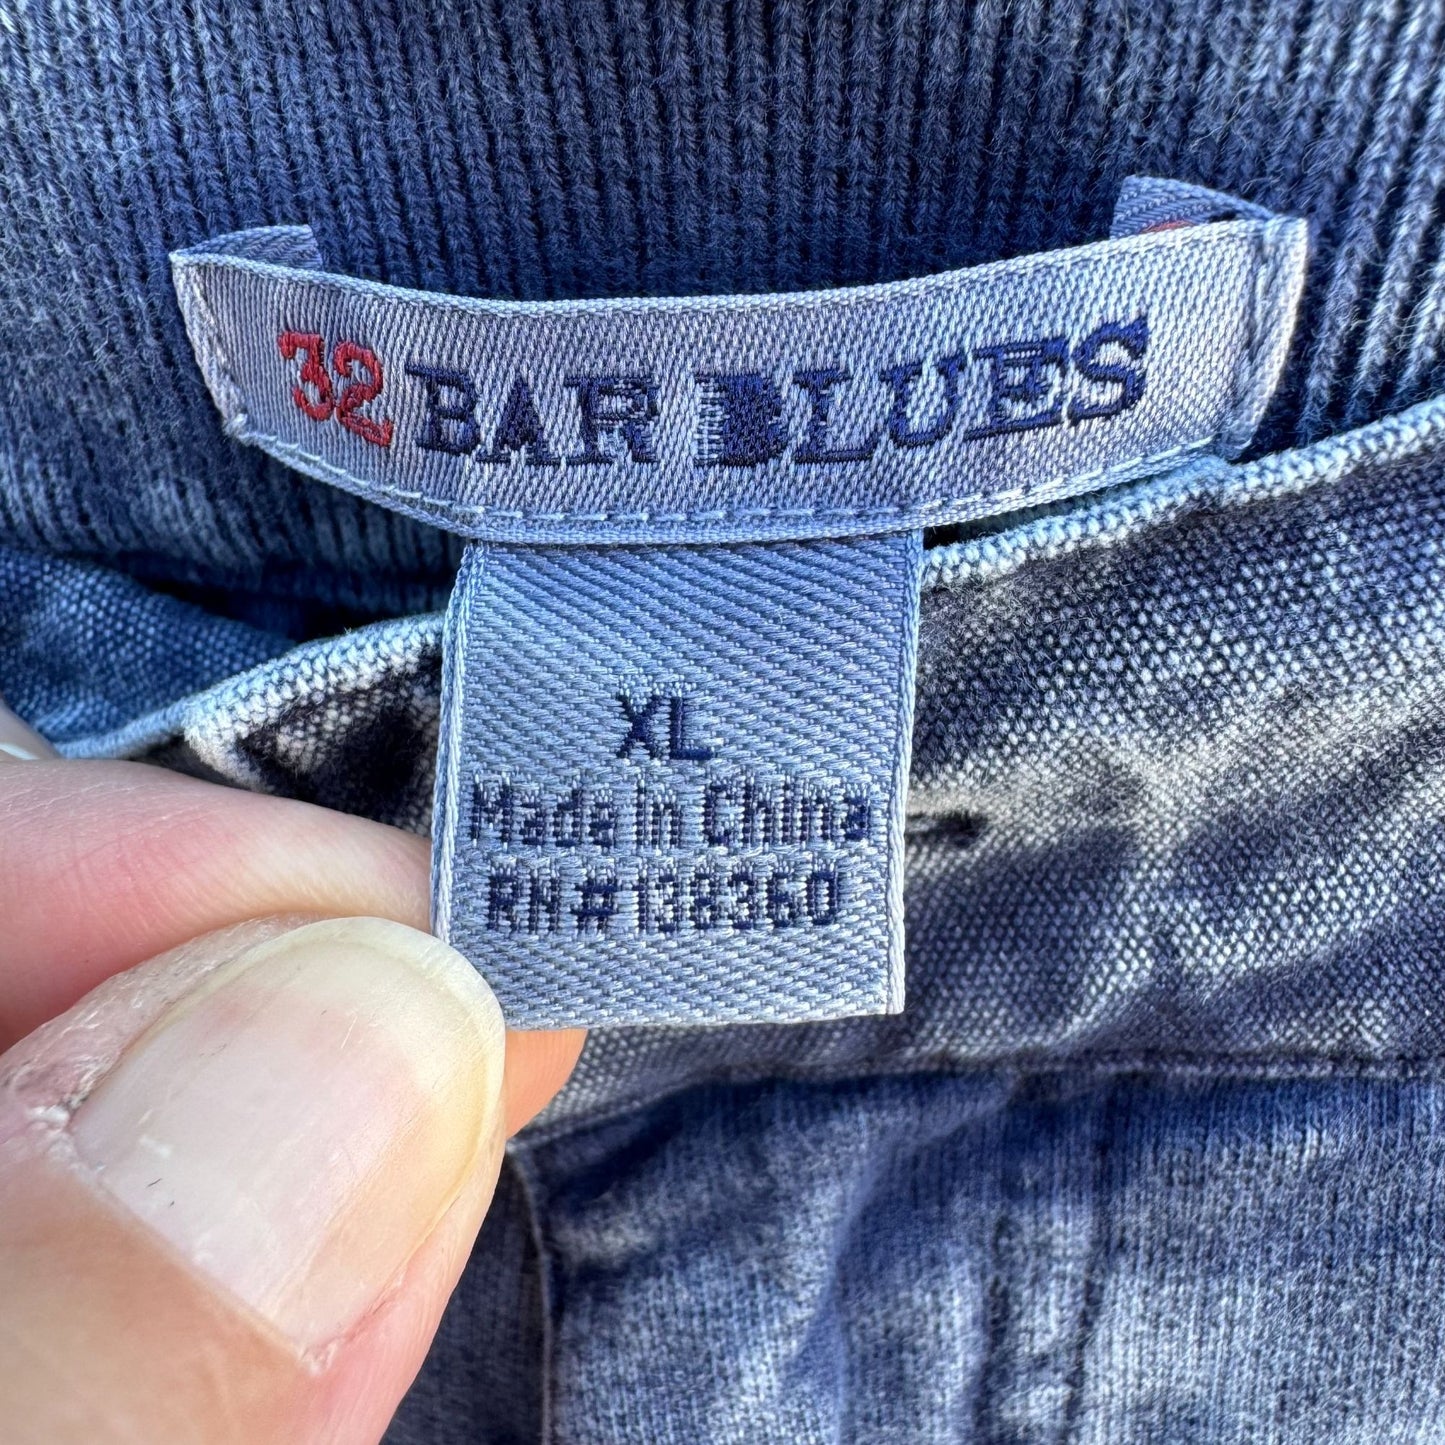 32 BAR BLUES
XL
Made In China
RN# 138360